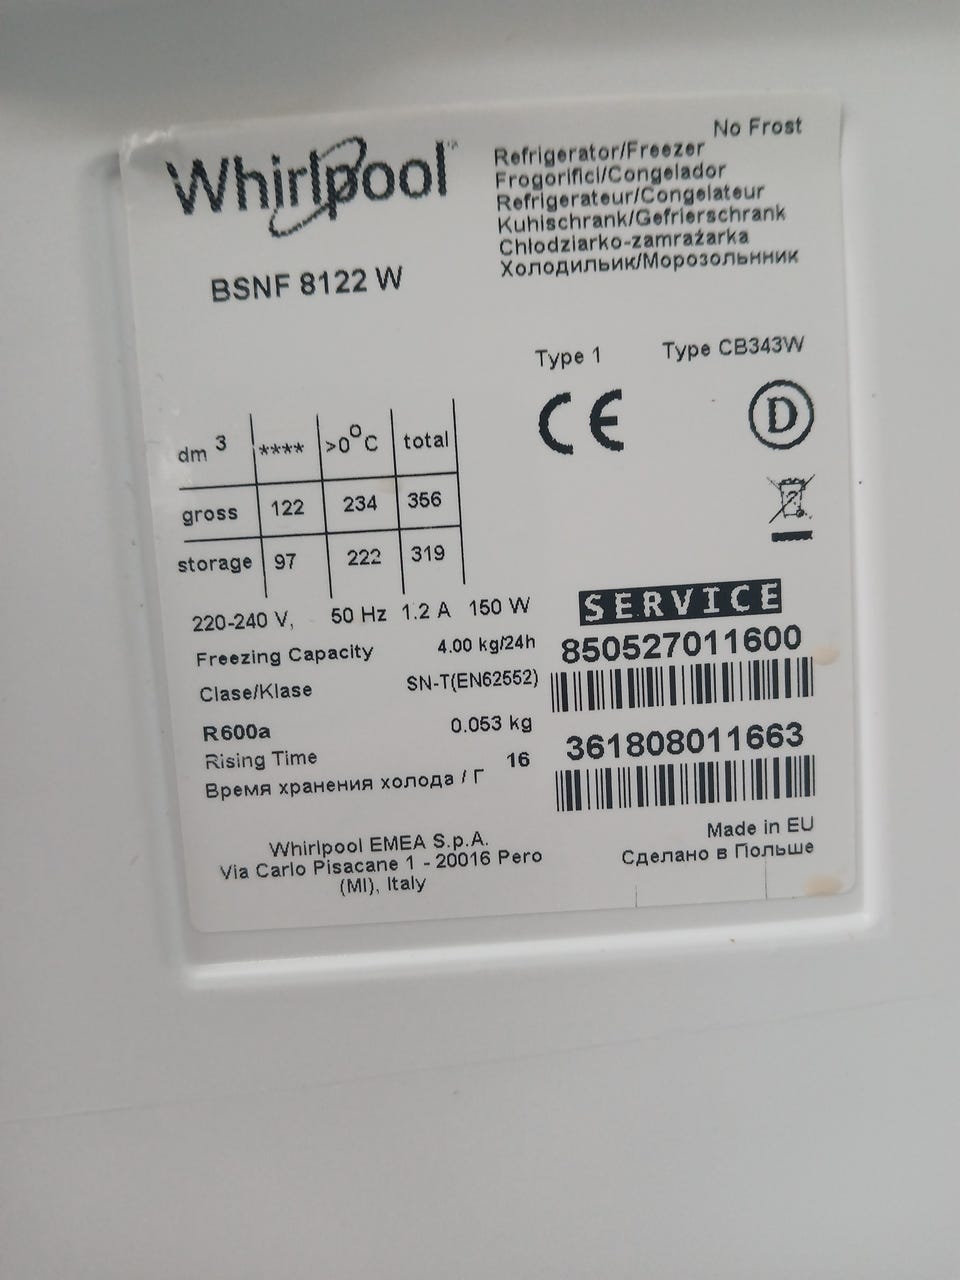 No Frost
Whirlpool
Refrigerator/Freezer
Frogorifici/Congelador
Refrigerateur/Congelateur
Kuhischrank/Gefrierschrank
Chłodziarko-zamrażarka
Холодильик/Морозольнник
BSNF 8122 W
Type 1 Type CB343W
CE
D
dm 3 **** >0°C total
gross 122 234 356
storage 97 222 319
220-240 V, 50 Hz 1.2 A 150 W
Freezing Capacity 4.00 kg/24h
Clase/Klase SN-T(EN62552)
R600a 0.053 kg
Rising Time 16
Время хранения холода / Г
SERVICE
850527011600
361808011663
Whirlpool EMEA S.p.A.
Via Carlo Pisacane 1 - 20016 Pero
(MI), Italy
Made in EU
Сделано в Польше